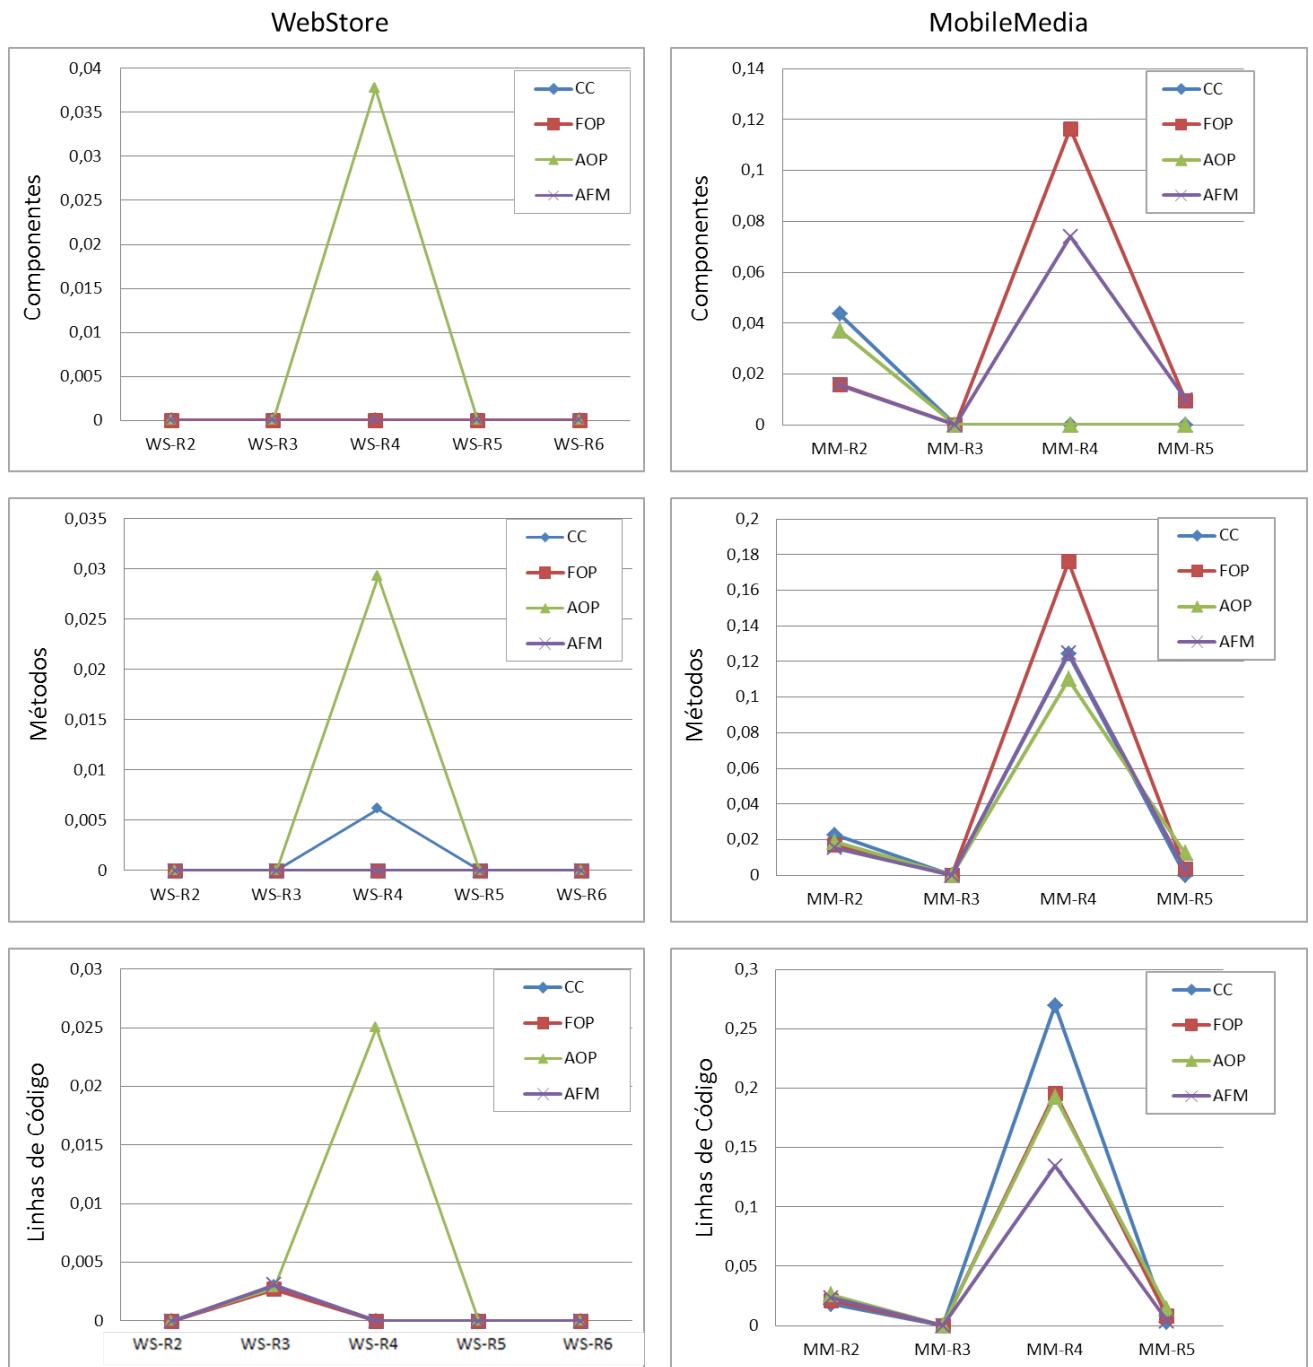 WebStore
MobileMedia
Componentes
0,04
0,035
0,03
0,025
0,02
0,015
0,01
0,005
0
WS-R2 WS-R3 WS-R4 WS-R5 WS-R6
CC
FOP
AOP
AFM
Componentes
0,14
0,12
0,1
0,08
0,06
0,04
0,02
0
MM-R2 MM-R3 MM-R4 MM-R5
CC
FOP
AOP
AFM
Métodos
0,035
0,03
0,025
0,02
0,015
0,01
0,005
0
WS-R2 WS-R3 WS-R4 WS-R5 WS-R6
CC
FOP
AOP
AFM
Métodos
0,2
0,18
0,16
0,14
0,12
0,1
0,08
0,06
0,04
0,02
0
MM-R2 MM-R3 MM-R4 MM-R5
CC
FOP
AOP
AFM
Linhas de Código
0,03
0,025
0,02
0,015
0,01
0,005
0
WS-R2 WS-R3 WS-R4 WS-R5 WS-R6
CC
FOP
AOP
AFM
Linhas de Código
0,3
0,25
0,2
0,15
0,1
0,05
0
MM-R2 MM-R3 MM-R4 MM-R5
CC
FOP
AOP
AFM